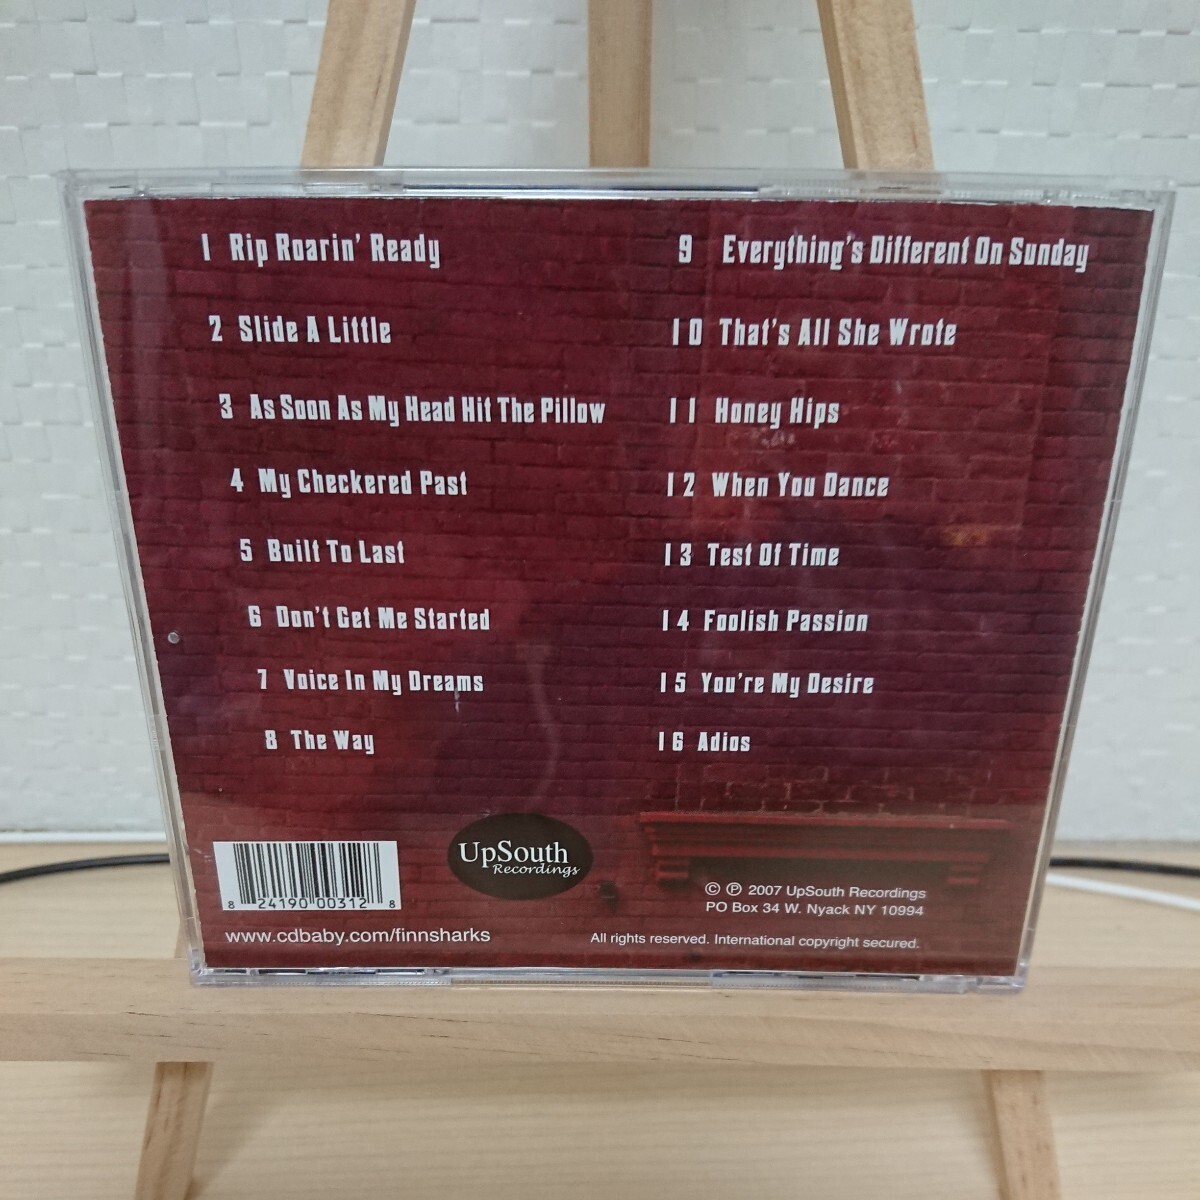 1 Rip Roarin' Ready
2 Slide A Little
3 As Soon As My Head Hit The Pillow
4 My Checkered Past
5 Built To Last
6 Don't Get Me Started
7 Voice In My Dreams
8 The Way
9 Everything's Different On Sunday
10 That's All She Wrote
11 Honey Hips
12 When You Dance
13 Test Of Time
14 Foolish Passion
15 You're My Desire
16 Adios
8 24190 00312 8
UpSouth
Recordings
www.cdbaby.com/finnsharks
© ℗ 2007 UpSouth Recordings
PO Box 34 W. Nyack NY 10994
All rights reserved. International copyright secured.